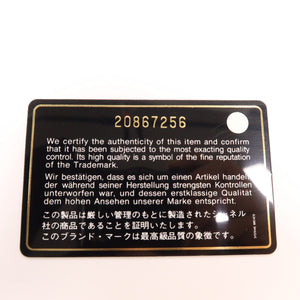 20867256
We certify the authenticity of this item and confirm
that it has been subjected to the most exacting quality
control. Its high quality is a symbol of the fine reputation
of the Trademark.
Wir bestätigen, dass es sich um einen Artikel handelt
der während seiner Herstellung strengsten Kontrollen
unterworfen war, und dessen erstklassige Qualität
dem hohen Ansehen unserer Marke entspricht.
この製品は厳しい管理のもとに製造されたシャネル
社の商品であることを証明いたします。
このブランド・マークは最高級品質の象徴です。